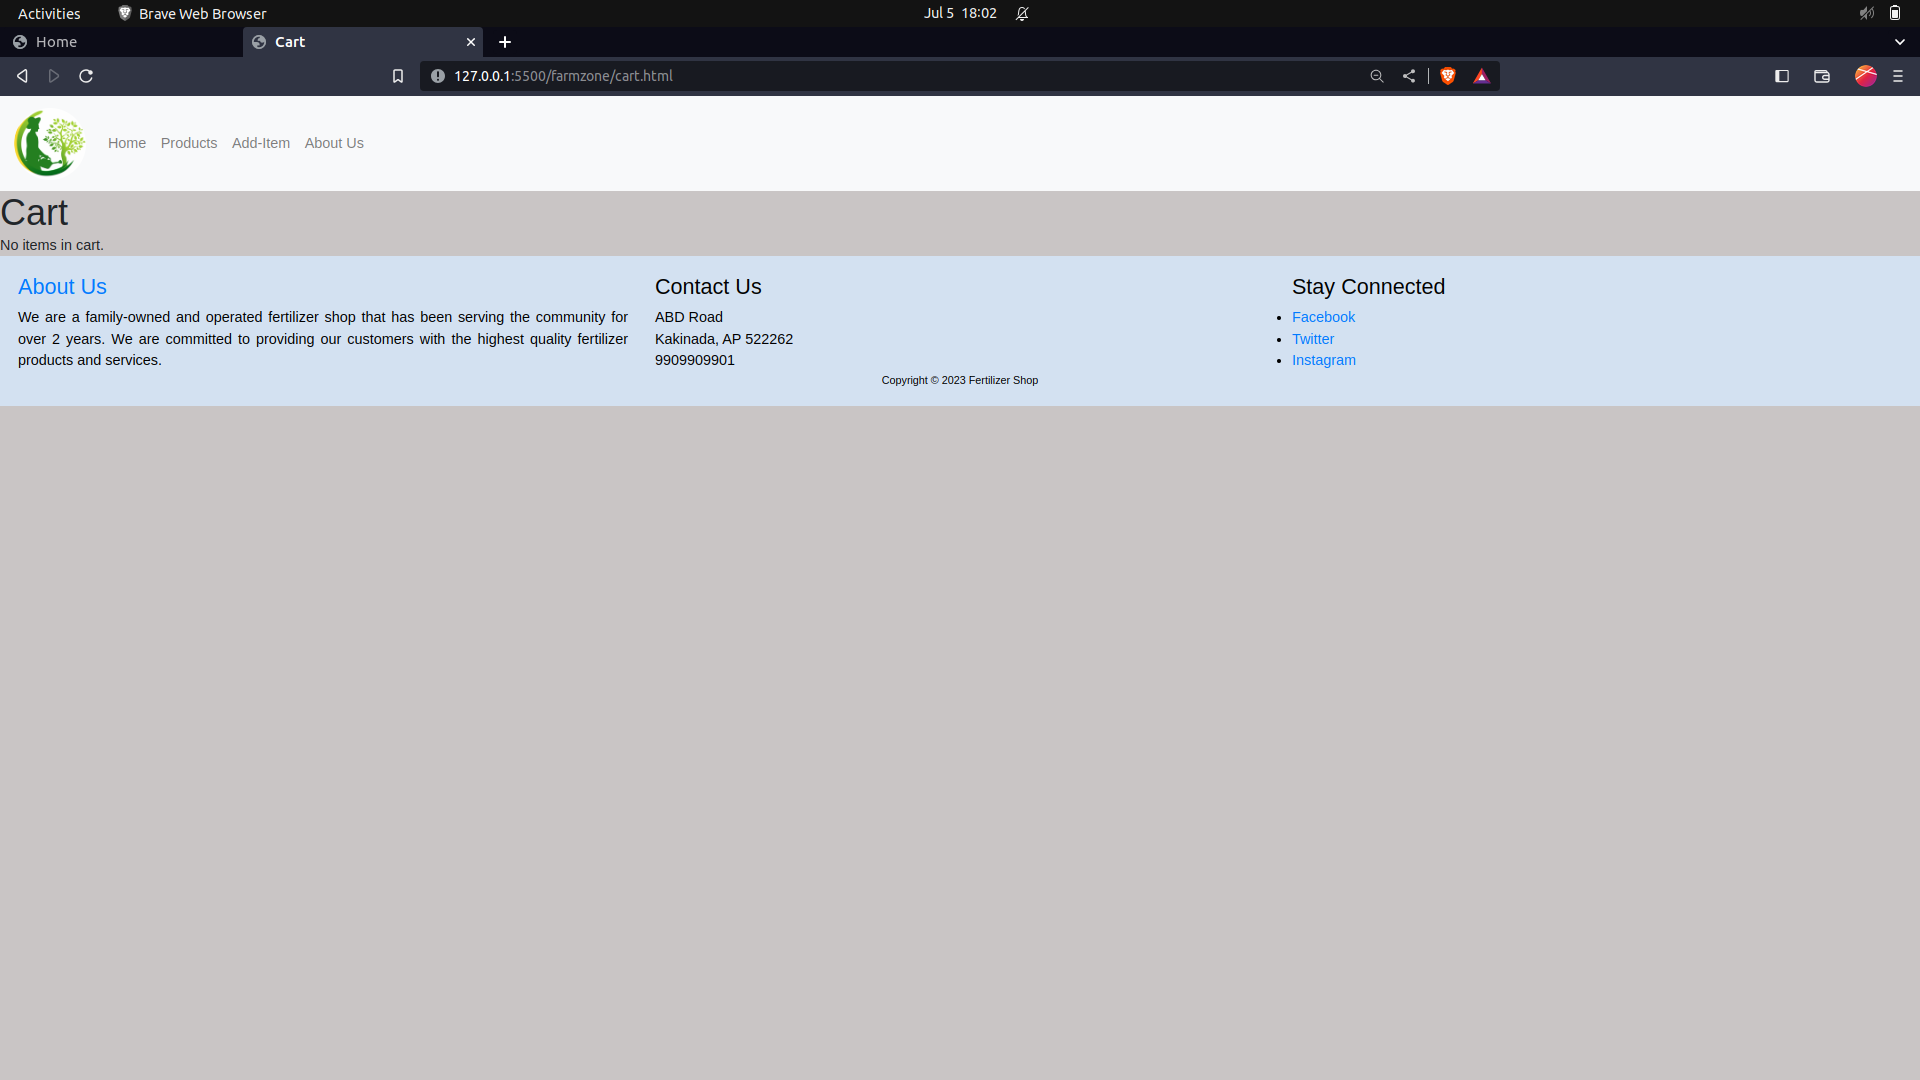 Activities Brave Web Browser Jul 5 18:02
Home Cart
127.0.0.1:5500/farmzone/cart.html
Home Products Add-Item About Us
Cart
No items in cart.
About Us
We are a family-owned and operated fertilizer shop that has been serving the community for
over 2 years. We are committed to providing our customers with the highest quality fertilizer
products and services.
Contact Us
ABD Road
Kakinada, AP 522262
9909909901
Stay Connected
Facebook
Twitter
Instagram
Copyright © 2023 Fertilizer Shop